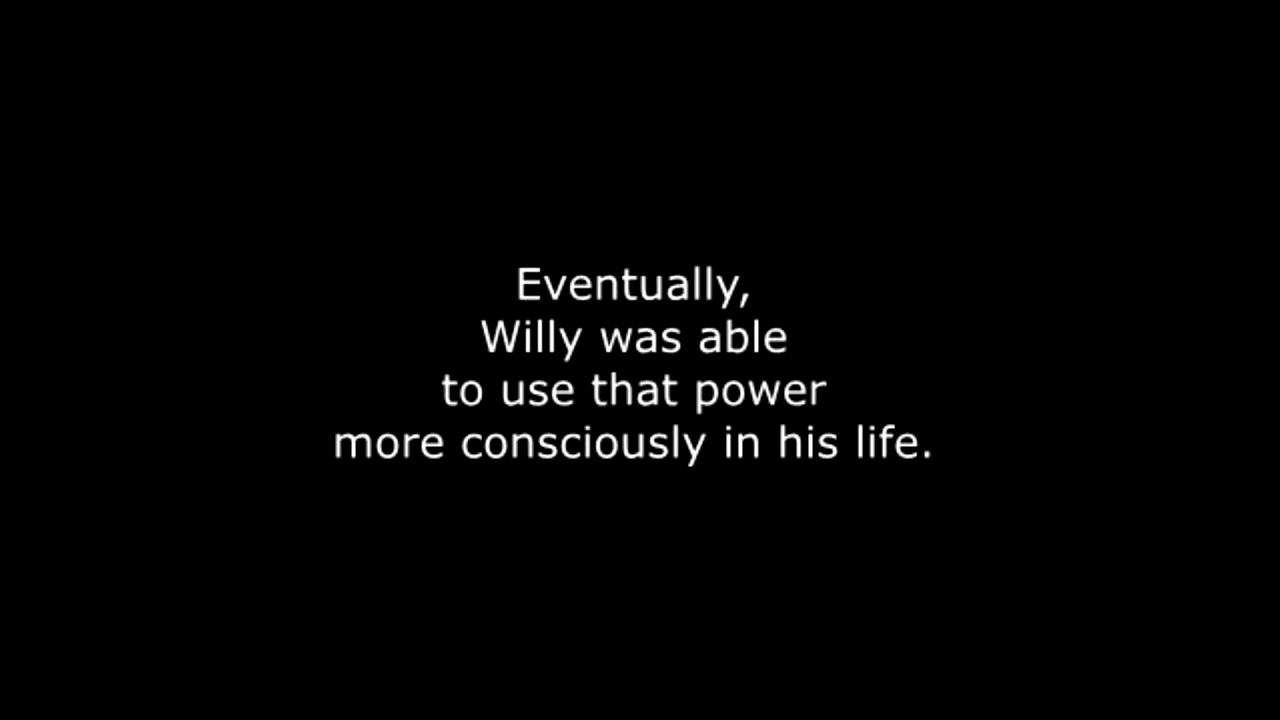 Eventually,
Willy was able
to use that power
more consciously in his life.